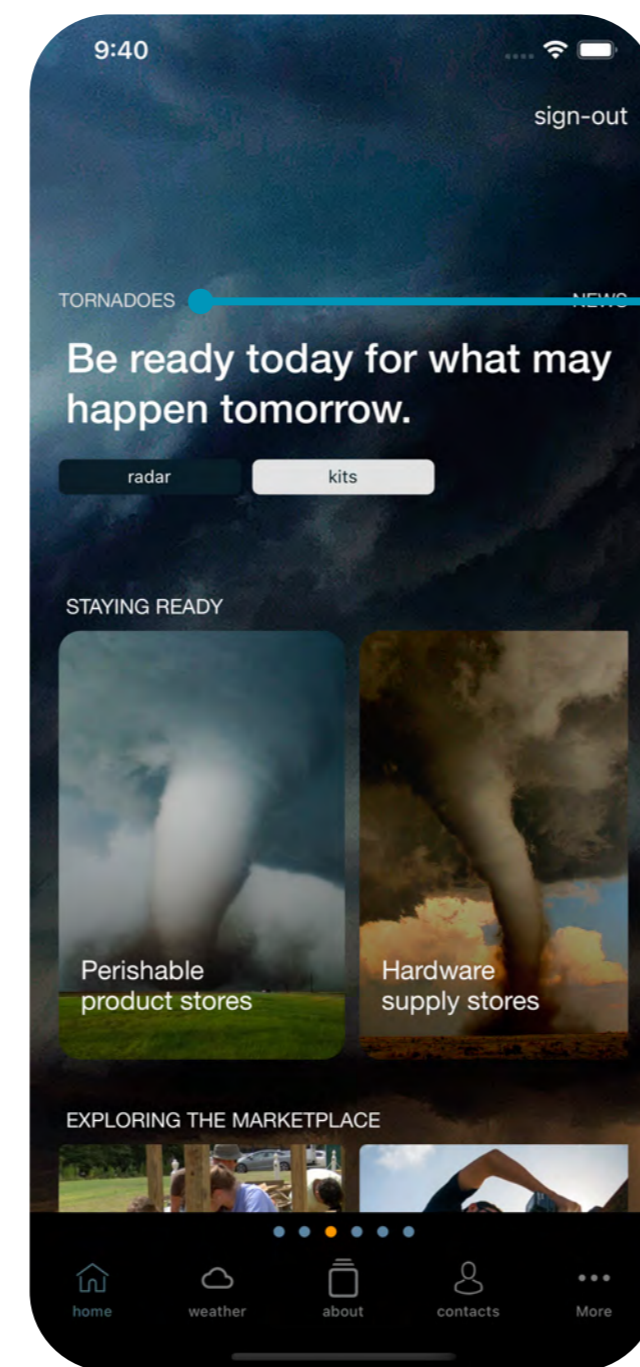 9:40
sign-out
TORNADOES NEWS
Be ready today for what may
happen tomorrow.
radar kits
STAYING READY
Perishable
product stores
Hardware
supply stores
EXPLORING THE MARKETPLACE
home weather about contacts More